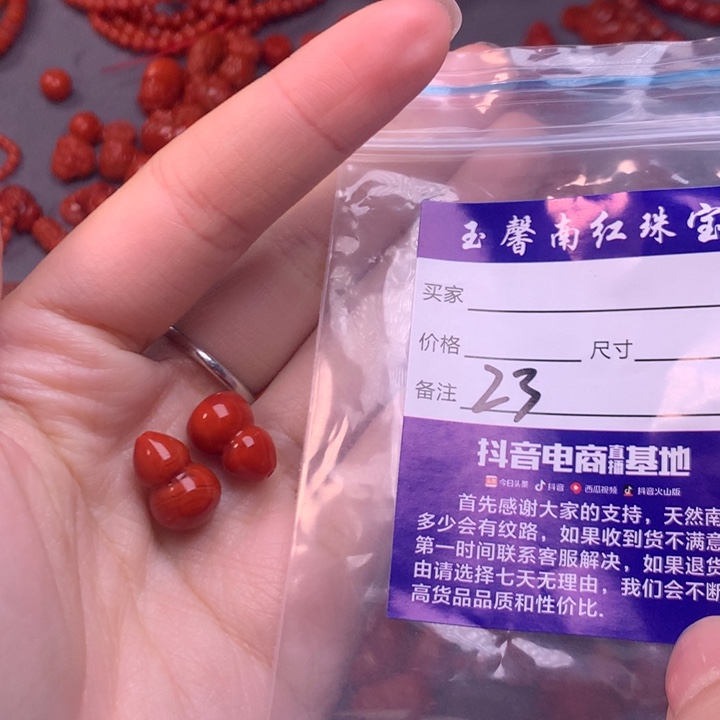 玉馨南红珠宝
买家
价格 尺寸
备注 23
抖音电商直播基地
今日头条 抖音 西瓜视频 抖音火山版
首先感谢大家的支持，天然南
多少会有纹路，如果收到货不满意
第一时间联系客服解决，如果退货
由请选择七天无理由，我们会不断
高货品品质和性价比.